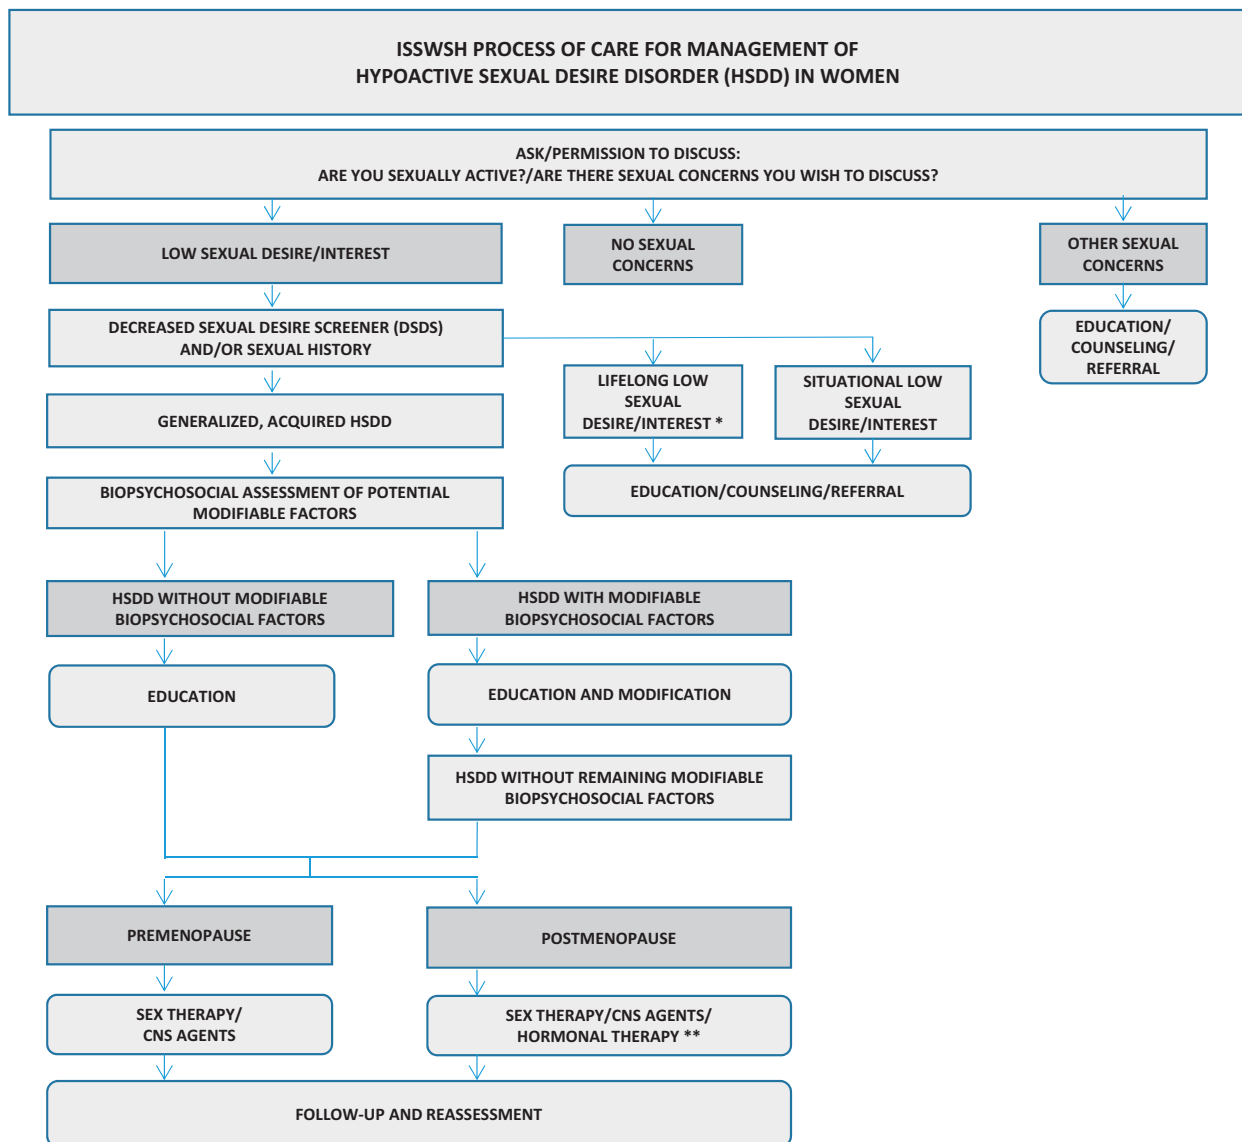 ISSWSH PROCESS OF CARE FOR MANAGEMENT OF
HYPOACTIVE SEXUAL DESIRE DISORDER (HSDD) IN WOMEN
ASK/PERMISSION TO DISCUSS:
ARE YOU SEXUALLY ACTIVE?/ARE THERE SEXUAL CONCERNS YOU WISH TO DISCUSS?
LOW SEXUAL DESIRE/INTEREST
NO SEXUAL
CONCERNS
OTHER SEXUAL
CONCERNS
DECREASED SEXUAL DESIRE SCREENER (DSDS)
AND/OR SEXUAL HISTORY
EDUCATION/
COUNSELING/
REFERRAL
LIFELONG LOW
SEXUAL
DESIRE/INTEREST *
SITUATIONAL LOW
SEXUAL
DESIRE/INTEREST
GENERALIZED, ACQUIRED HSDD
EDUCATION/COUNSELING/REFERRAL
BIOPSYCHOSOCIAL ASSESSMENT OF POTENTIAL
MODIFIABLE FACTORS
HSDD WITHOUT MODIFIABLE
BIOPSYCHOSOCIAL FACTORS
HSDD WITH MODIFIABLE
BIOPSYCHOSOCIAL FACTORS
EDUCATION
EDUCATION AND MODIFICATION
HSDD WITHOUT REMAINING MODIFIABLE
BIOPSYCHOSOCIAL FACTORS
PREMENOPAUSE
POSTMENOPAUSE
SEX THERAPY/
CNS AGENTS
SEX THERAPY/CNS AGENTS/
HORMONAL THERAPY **
FOLLOW-UP AND REASSESSMENT